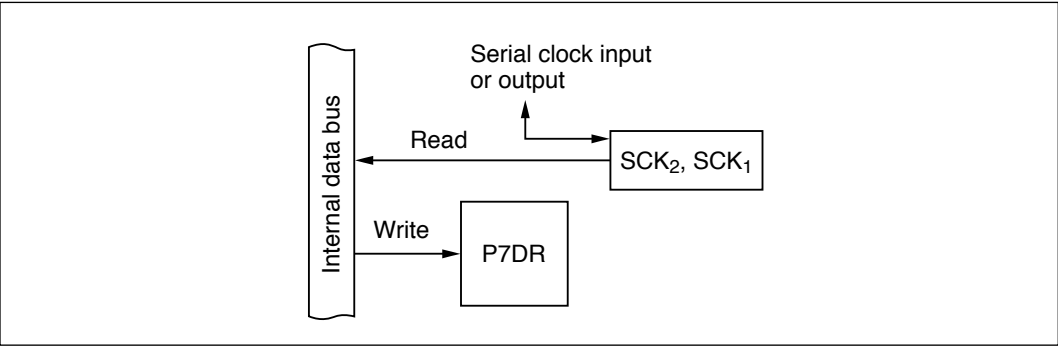 Serial clock input
or output
Internal data bus
Read
SCK₂, SCK₁
Write
P7DR